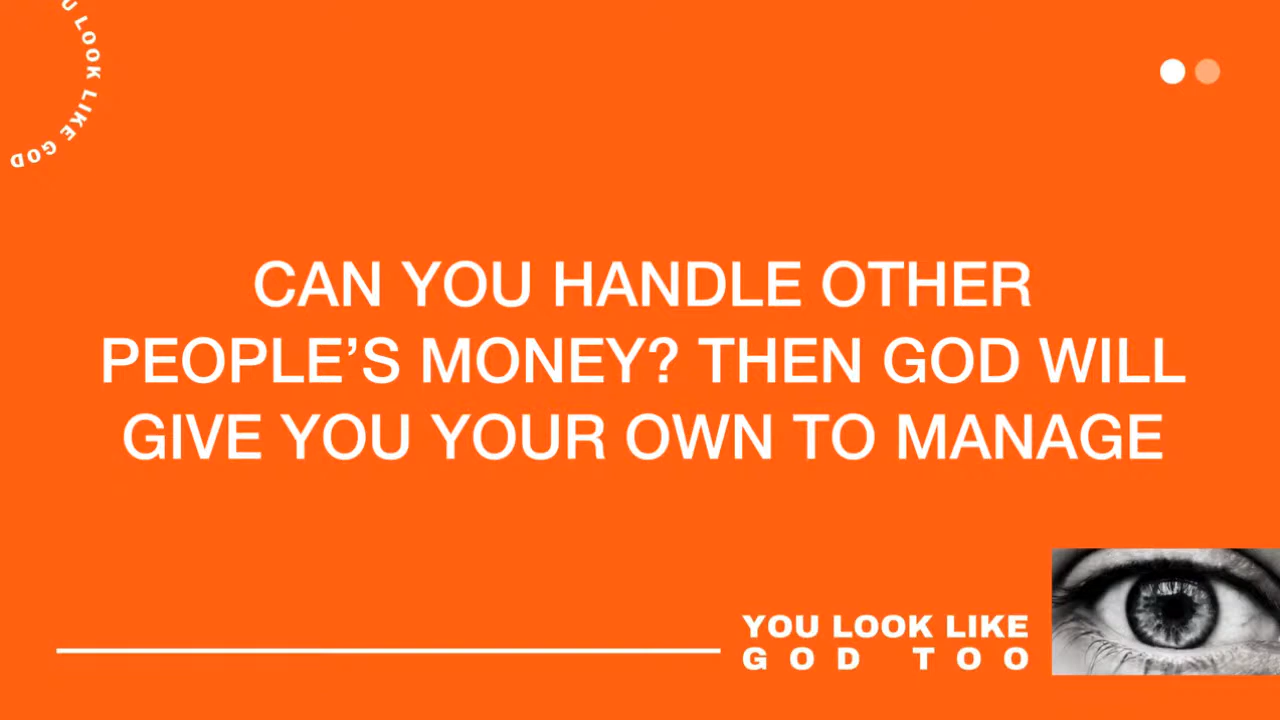 U LOOK LIKE GOD
CAN YOU HANDLE OTHER
PEOPLE’S MONEY? THEN GOD WILL
GIVE YOU YOUR OWN TO MANAGE
YOU LOOK LIKE
GOD TOO